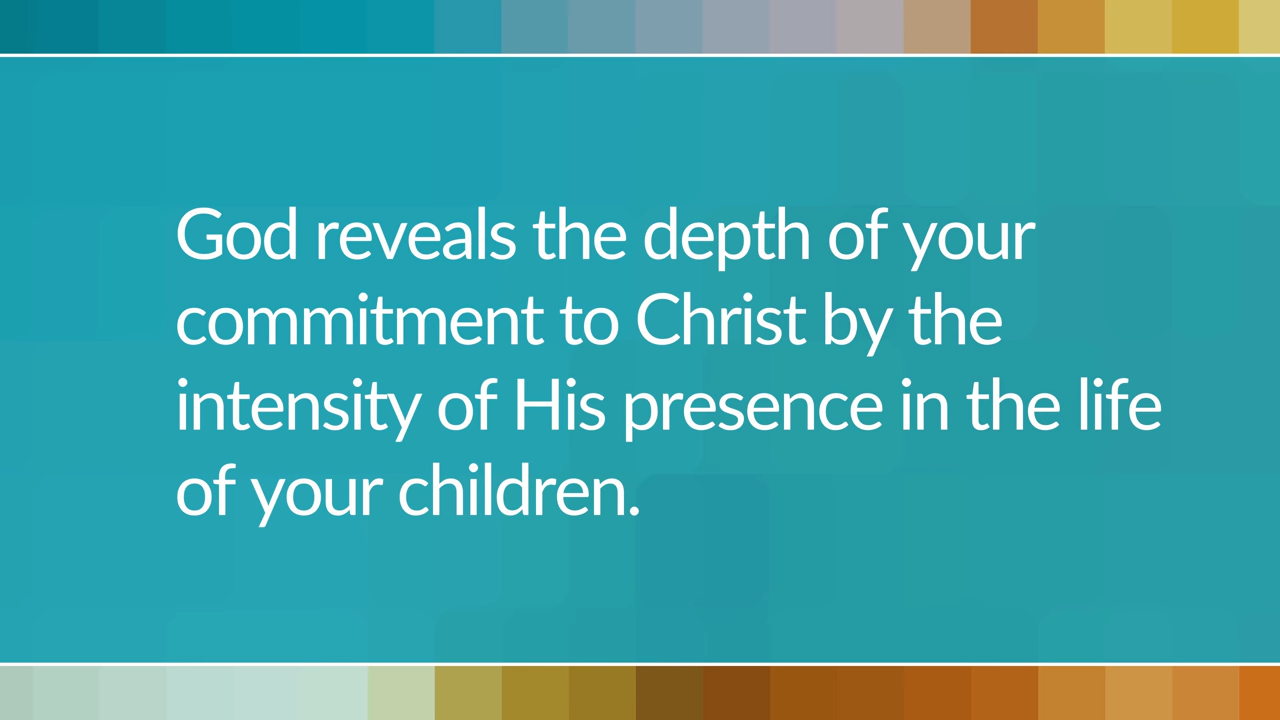 God reveals the depth of your
commitment to Christ by the
intensity of His presence in the life
of your children.